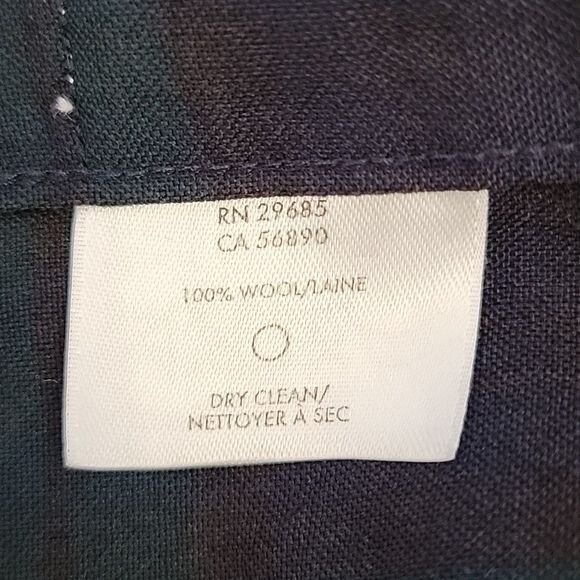 RN 29685
CA 56890
100% WOOL/LAINE
DRY CLEAN/
NETTOYER À SEC